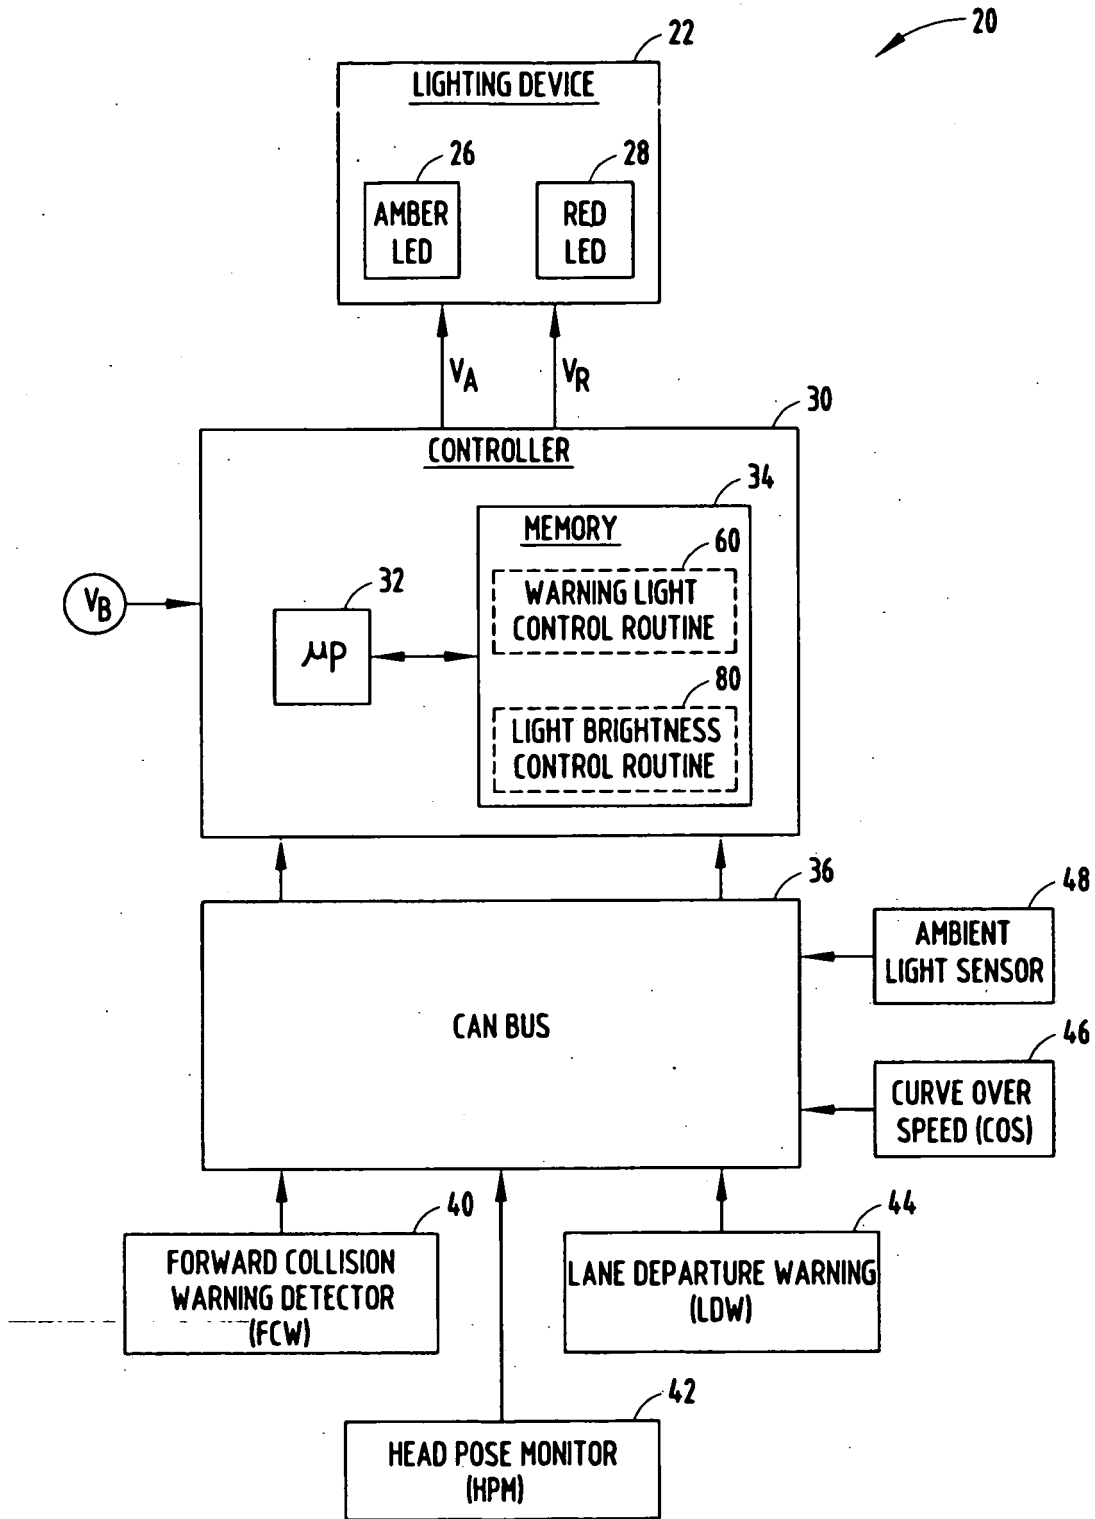 20
22
LIGHTING DEVICE
26
28
AMBER
LED
RED
LED
VA
VR
30
CONTROLLER
34
MEMORY
60
WARNING LIGHT
CONTROL ROUTINE
32
VB
μP
80
LIGHT BRIGHTNESS
CONTROL ROUTINE
36
48
AMBIENT
LIGHT SENSOR
CAN BUS
46
CURVE OVER
SPEED (COS)
40
FORWARD COLLISION
WARNING DETECTOR
(FCW)
44
LANE DEPARTURE WARNING
(LDW)
42
HEAD POSE MONITOR
(HPM)